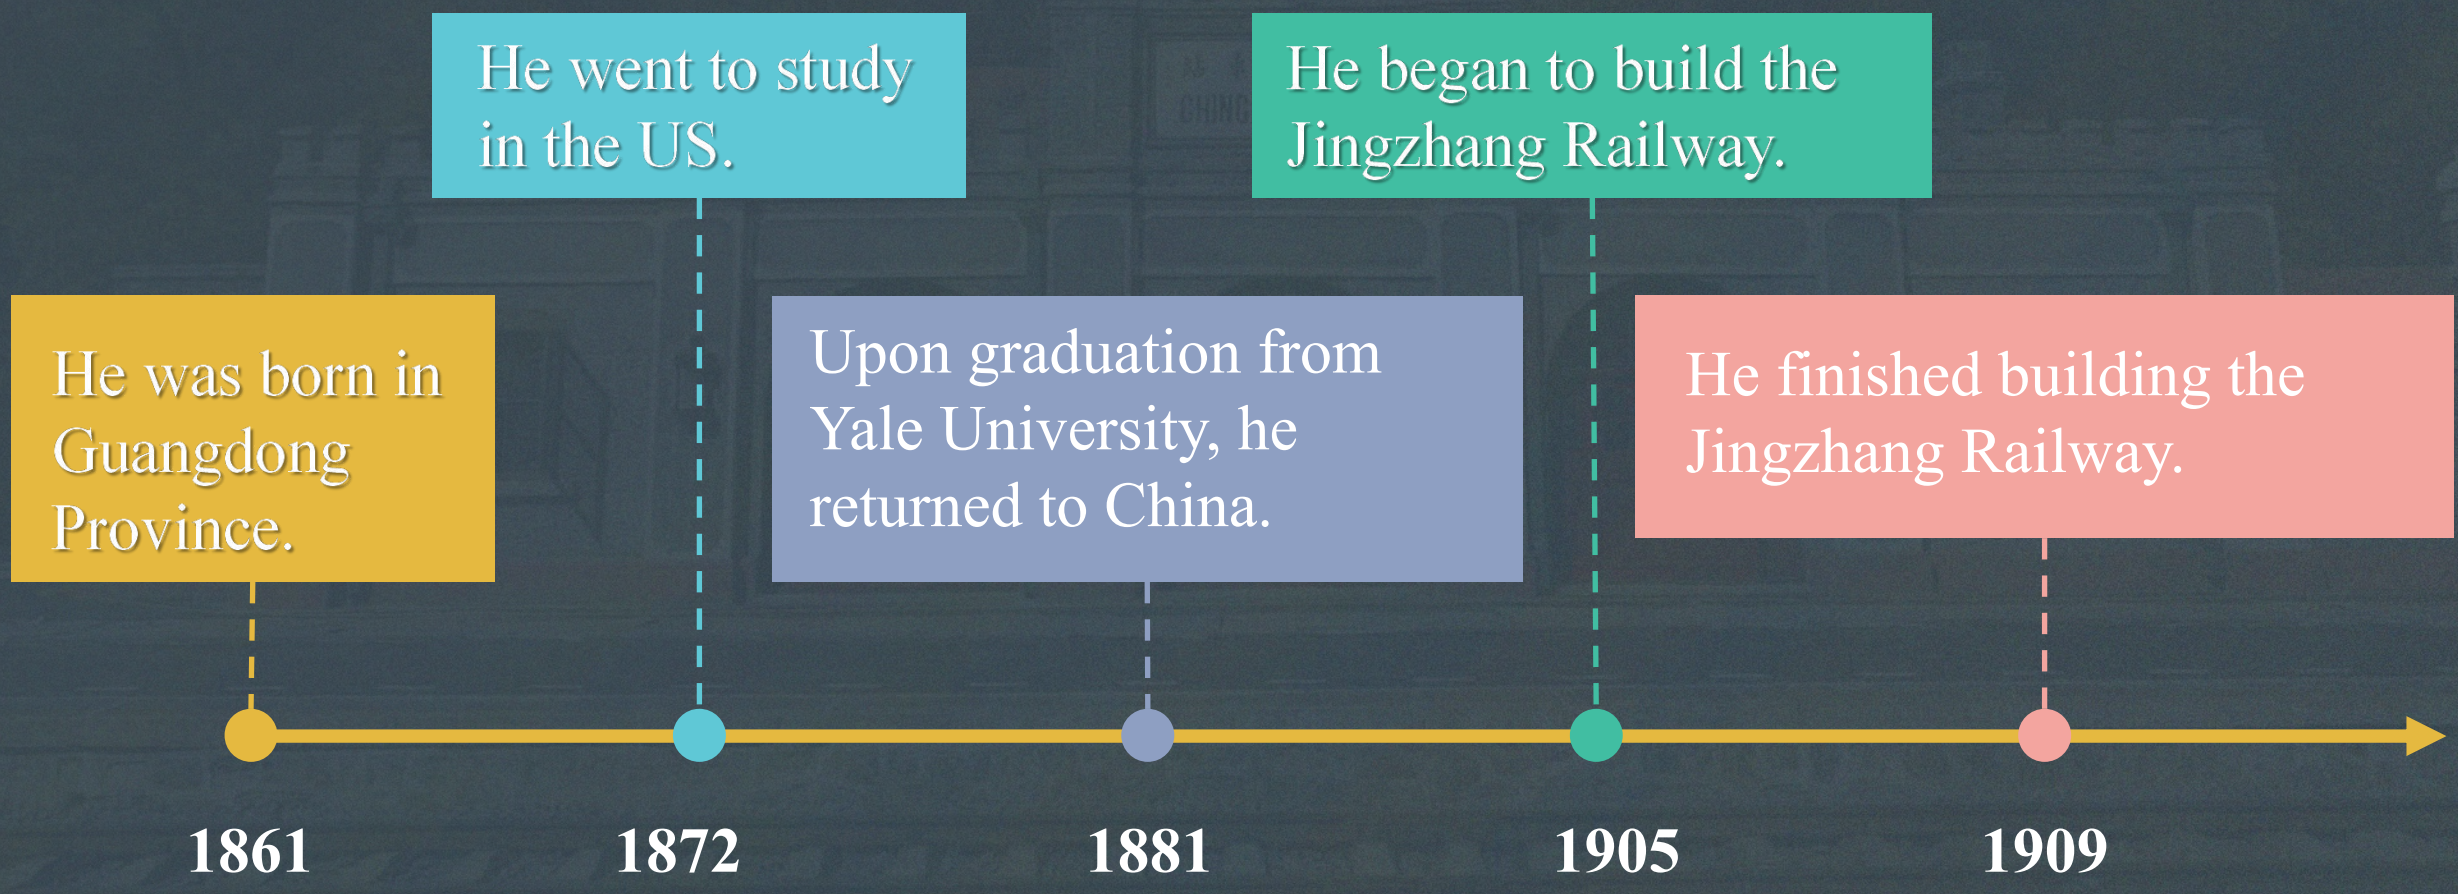 He went to study
in the US.
He began to build the
Jingzhang Railway.
He was born in
Guangdong
Province.
Upon graduation from
Yale University, he
returned to China.
He finished building the
Jingzhang Railway.
1861
1872
1881
1905
1909